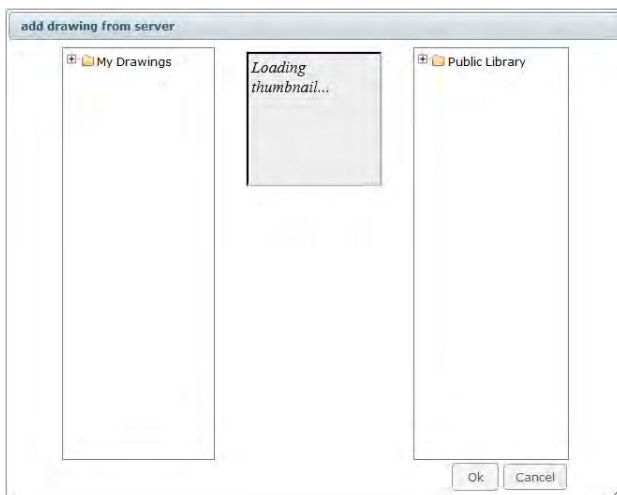 add drawing from server
My Drawings
Loading
thumbnail...
Public Library
Ok
Cancel